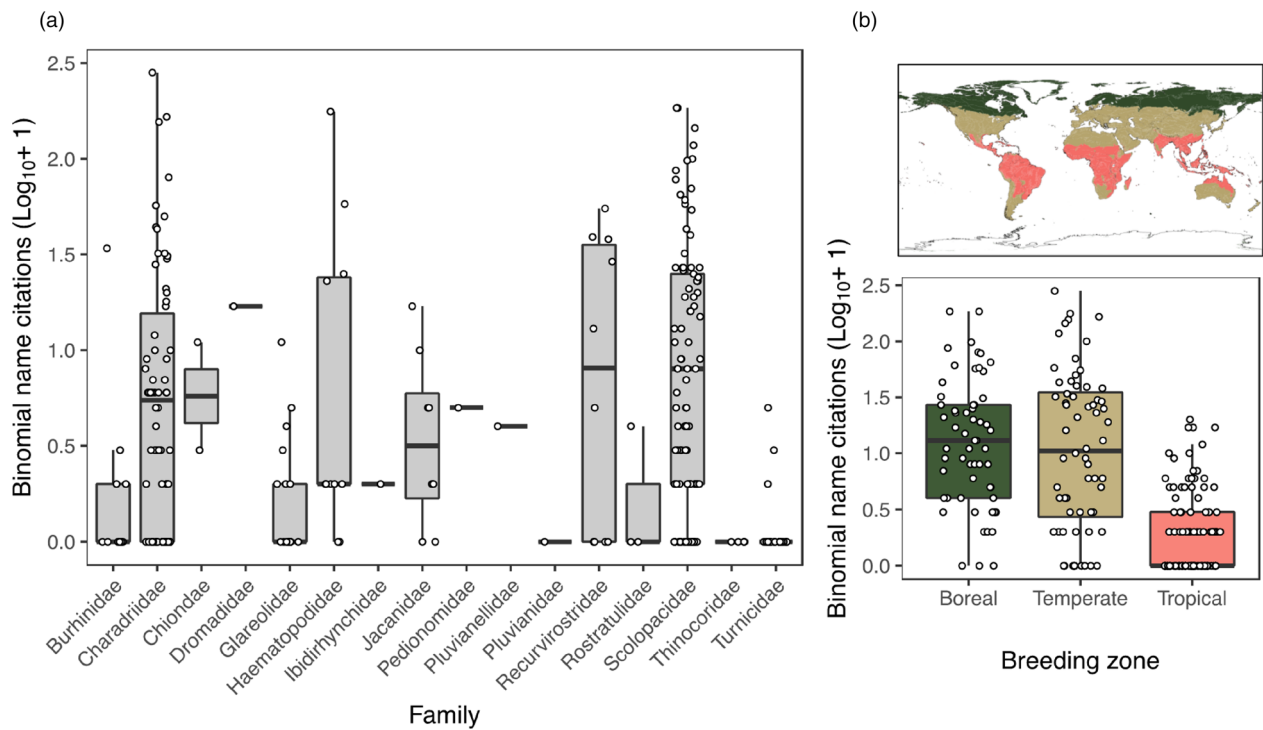 (a)
Binomial name citations (Log10+ 1)
2.5
2.0
1.5
1.0
0.5
0.0
Burhinidae
Charadriidae
Chiondae
Dromadidae
Glareolidae
Haematopodidae
Ibidirhynchidae
Jacanidae
Pedionomidae
Pluvianellidae
Pluvianidae
Recurvirostridae
Rostratulidae
Scolopacidae
Thinocoridae
Turnicidae
Family
(b)
Binomial name citations (Log10+ 1)
2.5
2.0
1.5
1.0
0.5
0.0
Boreal
Temperate
Tropical
Breeding zone